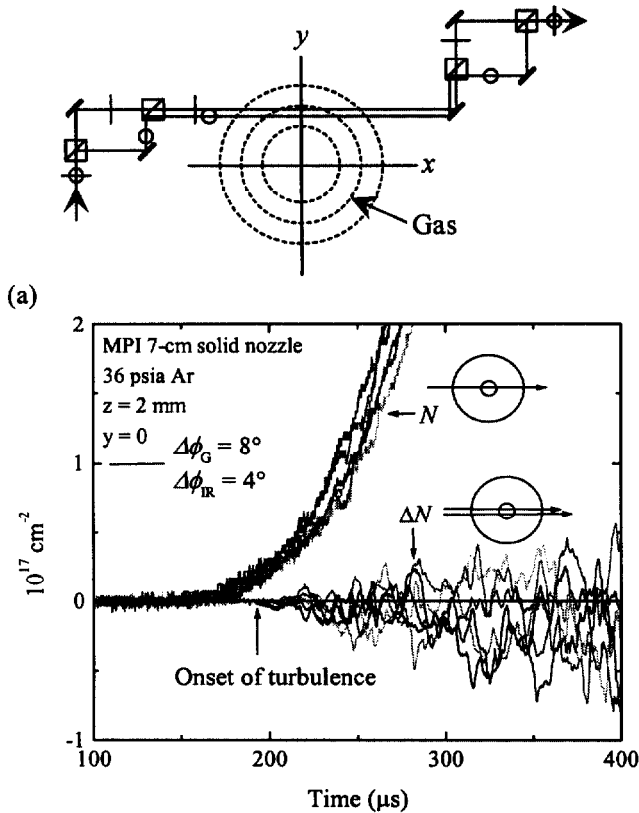 y
x
Gas
(a)
2
MPI 7-cm solid nozzle
36 psia Ar
z = 2 mm
y = 0
Δϕ_G = 8°
Δϕ_IR = 4°
N
1
ΔN
10^17 cm^-2
0
Onset of turbulence
-1
100
200
300
400
Time (μs)